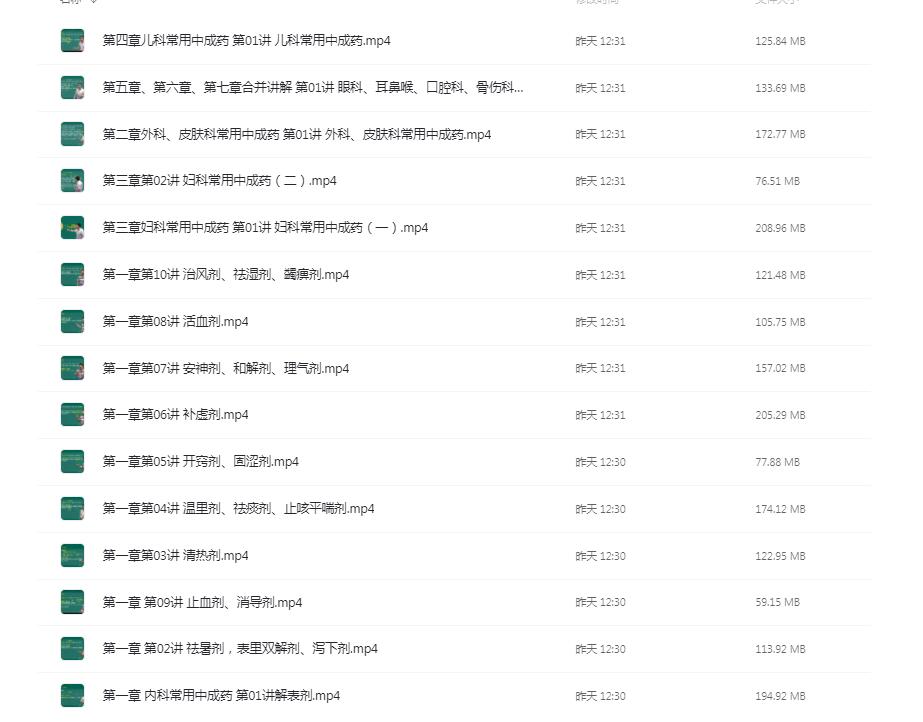 名称
修改时间
文件大小
第四章儿科常用中成药 第01讲 儿科常用中成药.mp4 昨天 12:31 125.84 MB
第五章、第六章、第七章合并讲解 第01讲 眼科、耳鼻喉、口腔科、骨伤科... 昨天 12:31 133.69 MB
第二章外科、皮肤科常用中成药 第01讲 外科、皮肤科常用中成药.mp4 昨天 12:31 172.77 MB
第三章第02讲 妇科常用中成药（二）.mp4 昨天 12:31 76.51 MB
第三章妇科常用中成药 第01讲 妇科常用中成药（一）.mp4 昨天 12:31 208.96 MB
第一章第10讲 治风剂、祛湿剂、蠲痹剂.mp4 昨天 12:31 121.48 MB
第一章第08讲 活血剂.mp4 昨天 12:31 105.75 MB
第一章第07讲 安神剂、和解剂、理气剂.mp4 昨天 12:31 157.02 MB
第一章第06讲 补虚剂.mp4 昨天 12:31 205.29 MB
第一章第05讲 开窍剂、固涩剂.mp4 昨天 12:30 77.88 MB
第一章第04讲 温里剂、祛痰剂、止咳平喘剂.mp4 昨天 12:30 174.12 MB
第一章第03讲 清热剂.mp4 昨天 12:30 122.95 MB
第一章 第09讲 止血剂、消导剂.mp4 昨天 12:30 59.15 MB
第一章 第02讲 祛暑剂，表里双解剂、泻下剂.mp4 昨天 12:30 113.92 MB
第一章 内科常用中成药 第01讲解表剂.mp4 昨天 12:30 194.92 MB